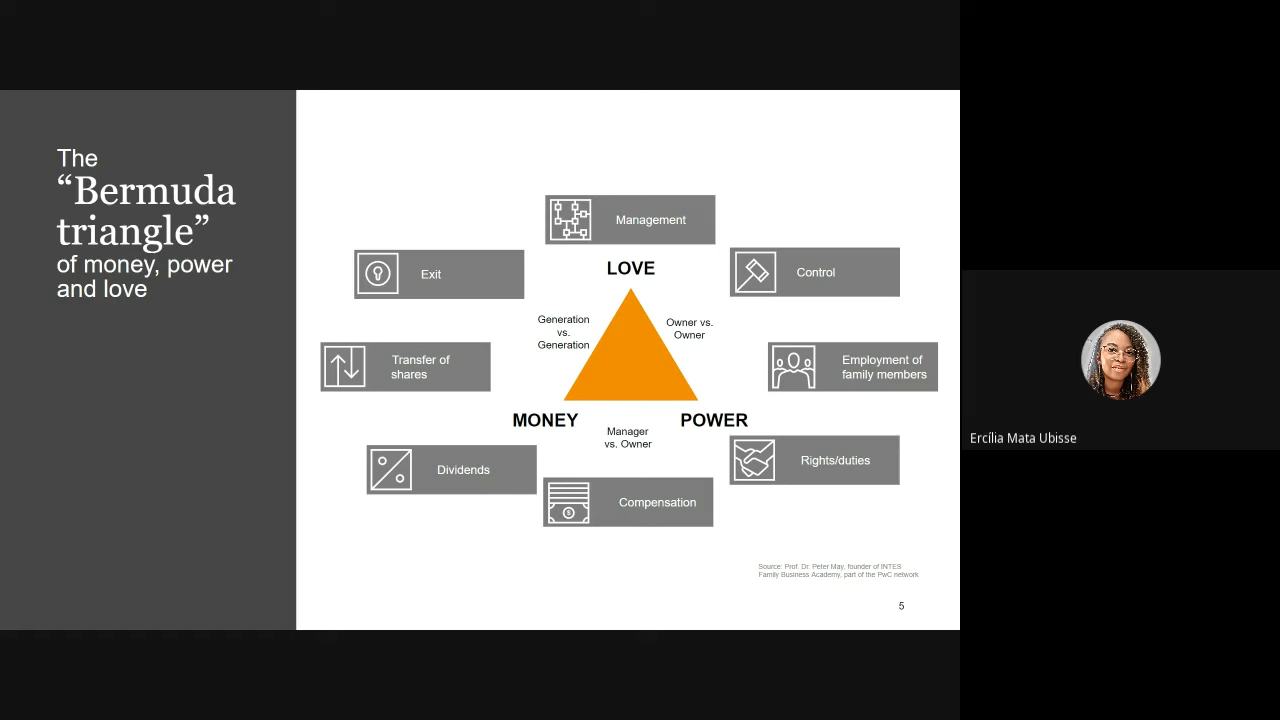 The
“Bermuda
triangle”
of money, power
and love
Management
Exit
LOVE
Control
Generation
vs.
Generation
Owner vs.
Owner
Transfer of
shares
Employment of
family members
MONEY
POWER
Manager
vs. Owner
Dividends
Rights/duties
Compensation
Source: Prof. Dr. Peter May, founder of INTES
Family Business Academy, part of the PwC network
5
Ercília Mata Ubisse